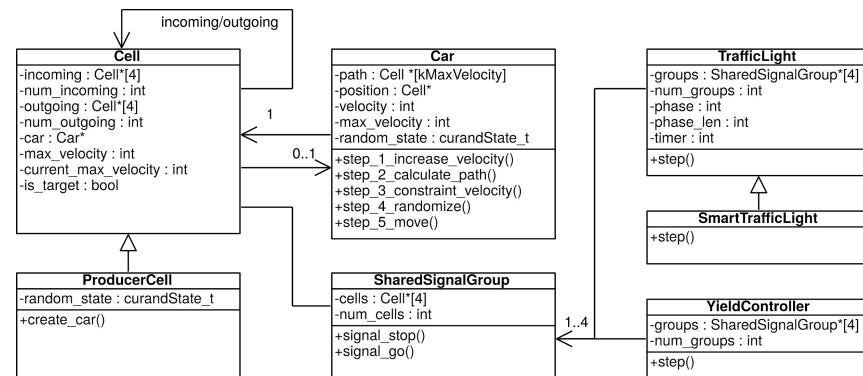 incoming/outgoing
Cell
-incoming : Cell*[4]
-num_incoming : int
-outgoing : Cell*[4]
-num_outgoing : int
-car : Car*
-max_velocity : int
-current_max_velocity : int
-is_target : bool
1
0..1
Car
-path : Cell *[kMaxVelocity]
-position : Cell*
-velocity : int
-max_velocity : int
-random_state : curandState_t
+step_1_increase_velocity()
+step_2_calculate_path()
+step_3_constraint_velocity()
+step_4_randomize()
+step_5_move()
TrafficLight
-groups : SharedSignalGroup*[4]
-num_groups : int
-phase : int
-phase_len : int
-timer : int
+step()
SmartTrafficLight
+step()
ProducerCell
-random_state : curandState_t
+create_car()
SharedSignalGroup
-cells : Cell*[4]
-num_cells : int
+signal_stop()
+signal_go()
1..4
YieldController
-groups : SharedSignalGroup*[4]
-num_groups : int
+step()